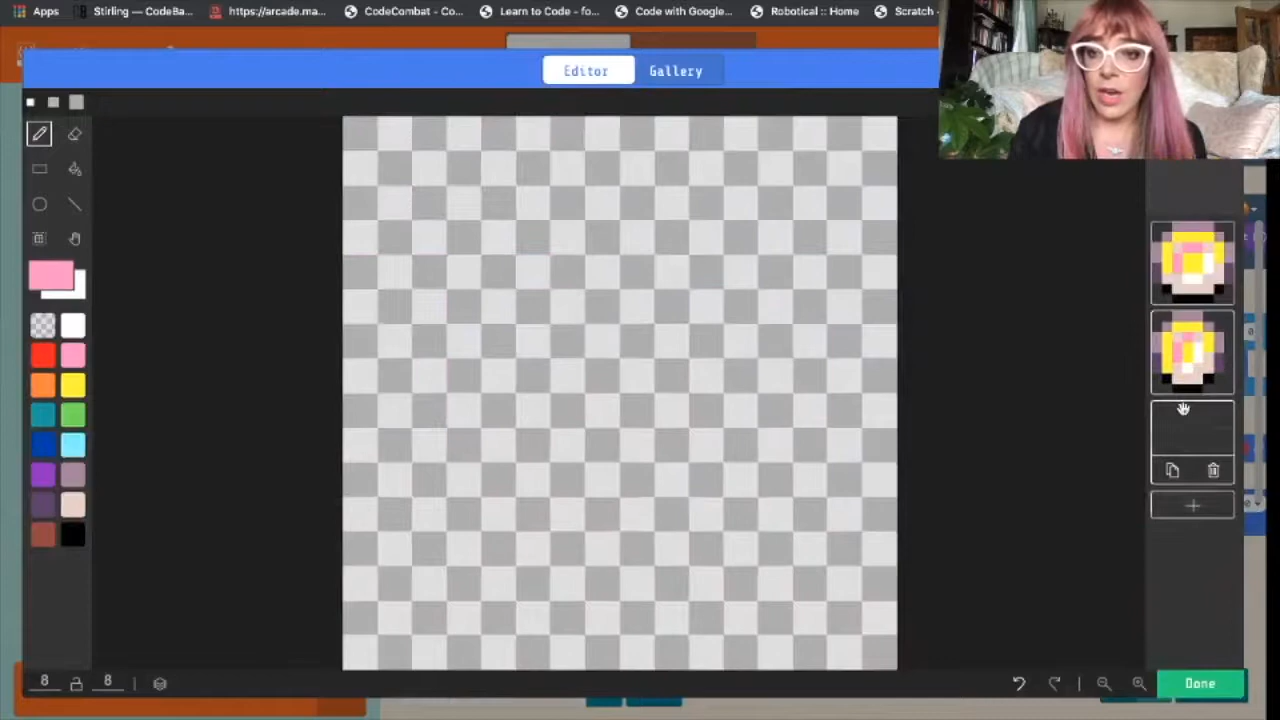 Apps Stirling — CodeBa... https://arcade.ma... CodeCombat - Co... Learn to Code - fo... Code with Google... Robotical :: Home Scratch -
Editor Gallery
8 8 Done